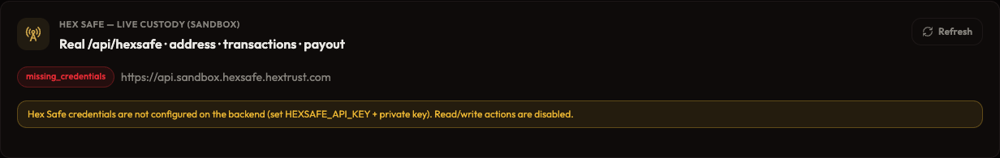 HEX SAFE — LIVE CUSTODY (SANDBOX)
Real /api/hexsafe · address · transactions · payout
Refresh
missing_credentials https://api.sandbox.hexsafe.hextrust.com
Hex Safe credentials are not configured on the backend (set HEXSAFE_API_KEY + private key). Read/write actions are disabled.